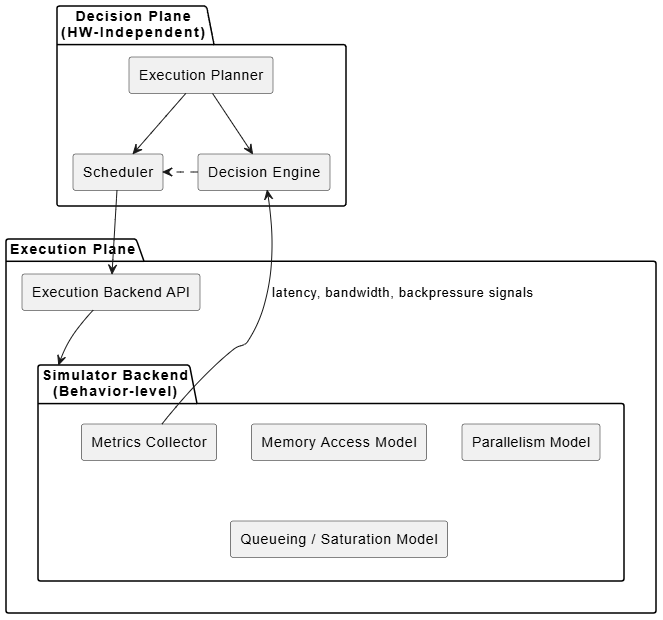 Decision Plane
(HW-Independent)
Execution Planner
Scheduler
Decision Engine
Execution Plane
Execution Backend API
latency, bandwidth, backpressure signals
Simulator Backend
(Behavior-level)
Metrics Collector
Memory Access Model
Parallelism Model
Queueing / Saturation Model